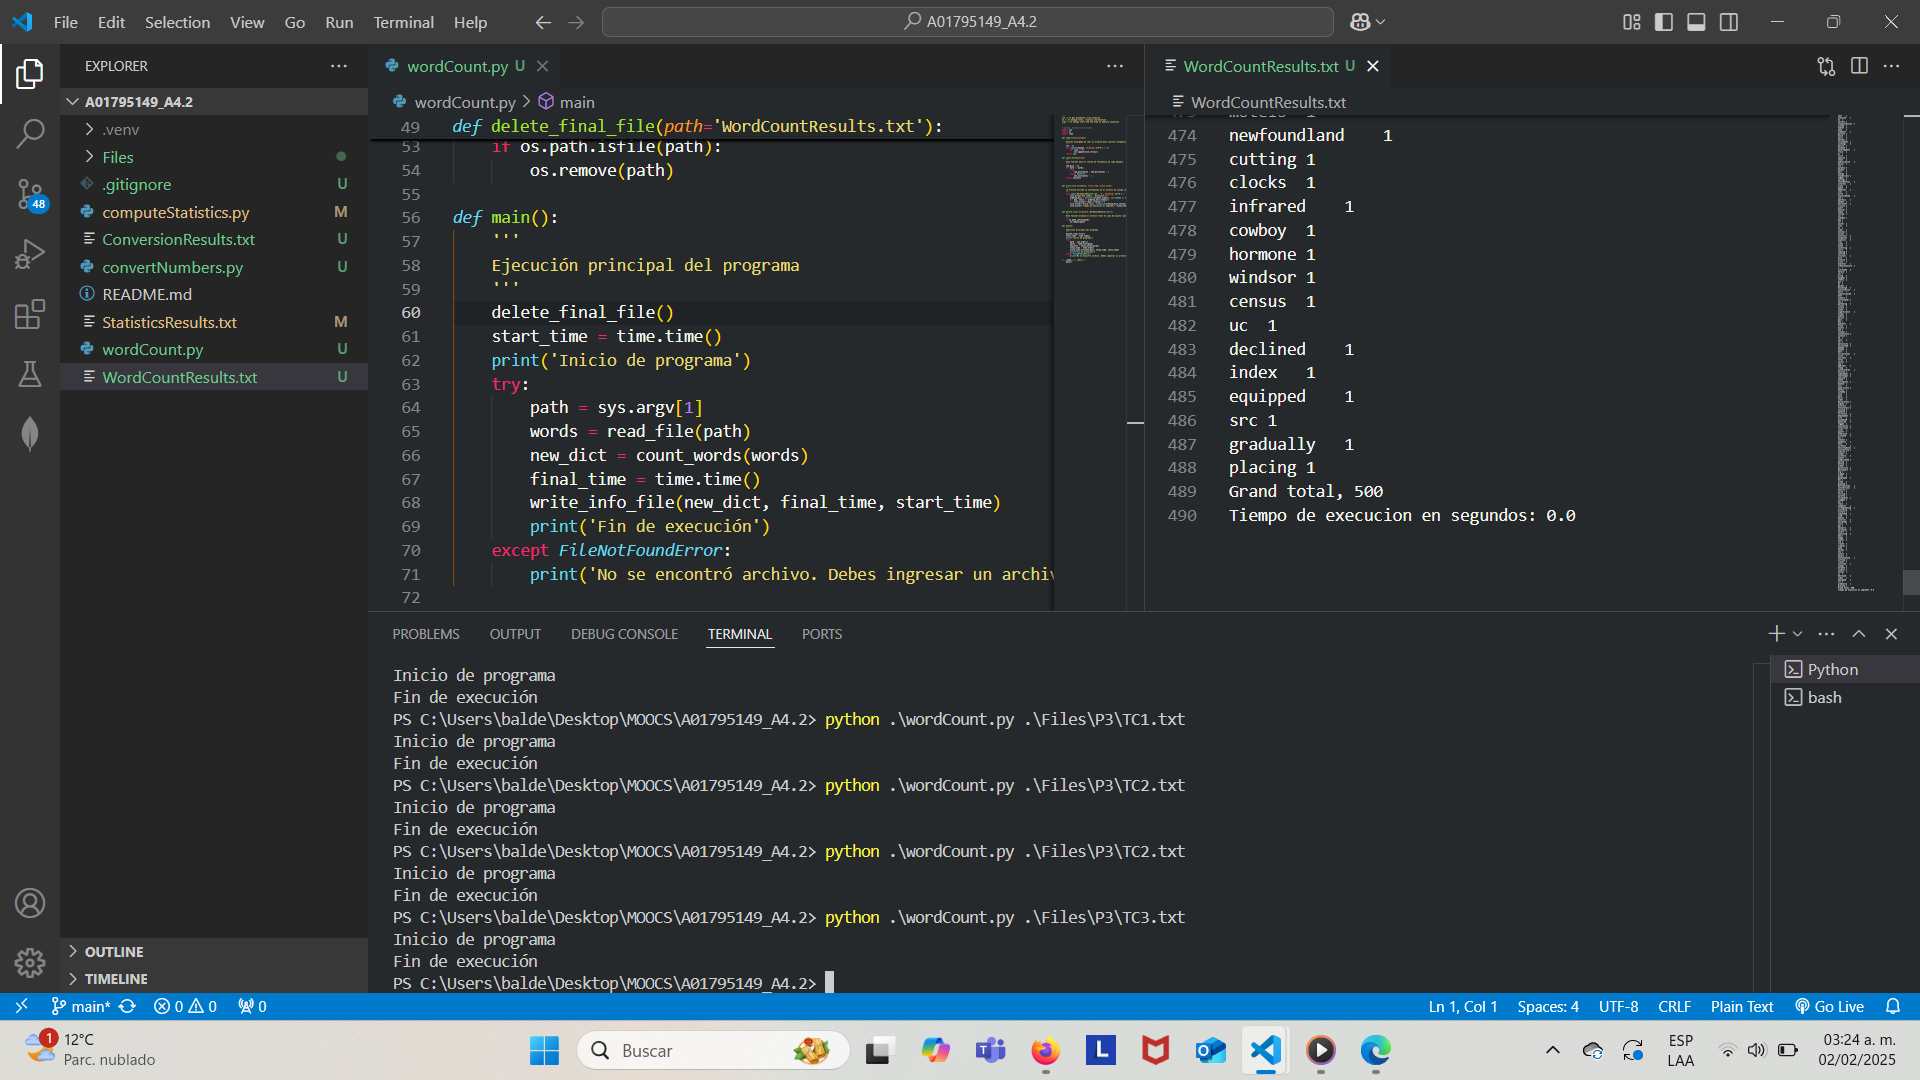 File Edit Selection View Go Run Terminal Help
A01795149_A4.2
EXPLORER
A01795149_A4.2
.venv
Files
.gitignore U
computeStatistics.py M
ConversionResults.txt U
convertNumbers.py U
README.md
StatisticsResults.txt M
wordCount.py U
WordCountResults.txt U
48
OUTLINE
TIMELINE
wordCount.py U
wordCount.py > main
49 def delete_final_file(path='WordCountResults.txt'):
53 if os.path.isfile(path):
54 os.remove(path)
55
56 def main():
57 '''
58 Ejecución principal del programa
59 '''
60 delete_final_file()
61 start_time = time.time()
62 print('Inicio de programa')
63 try:
64 path = sys.argv[1]
65 words = read_file(path)
66 new_dict = count_words(words)
67 final_time = time.time()
68 write_info_file(new_dict, final_time, start_time)
69 print('Fin de execución')
70 except FileNotFoundError:
71 print('No se encontró archivo. Debes ingresar un archiv
72
WordCountResults.txt U
WordCountResults.txt
474 newfoundland 1
475 cutting 1
476 clocks 1
477 infrared 1
478 cowboy 1
479 hormone 1
480 windsor 1
481 census 1
482 uc 1
483 declined 1
484 index 1
485 equipped 1
486 src 1
487 gradually 1
488 placing 1
489 Grand total, 500
490 Tiempo de execucion en segundos: 0.0
PROBLEMS OUTPUT DEBUG CONSOLE TERMINAL PORTS
Inicio de programa
Fin de execución
PS C:\Users\balde\Desktop\MOOCS\A01795149_A4.2> python .\wordCount.py .\Files\P3\TC1.txt
Inicio de programa
Fin de execución
PS C:\Users\balde\Desktop\MOOCS\A01795149_A4.2> python .\wordCount.py .\Files\P3\TC2.txt
Inicio de programa
Fin de execución
PS C:\Users\balde\Desktop\MOOCS\A01795149_A4.2> python .\wordCount.py .\Files\P3\TC2.txt
Inicio de programa
Fin de execución
PS C:\Users\balde\Desktop\MOOCS\A01795149_A4.2> python .\wordCount.py .\Files\P3\TC3.txt
Inicio de programa
Fin de execución
PS C:\Users\balde\Desktop\MOOCS\A01795149_A4.2>
Python
bash
main* 0 0 0 Ln 1, Col 1 Spaces: 4 UTF-8 CRLF Plain Text Go Live
1
12°C
Parc. nublado
Buscar
L
ESP
LAA
03:24 a. m.
02/02/2025